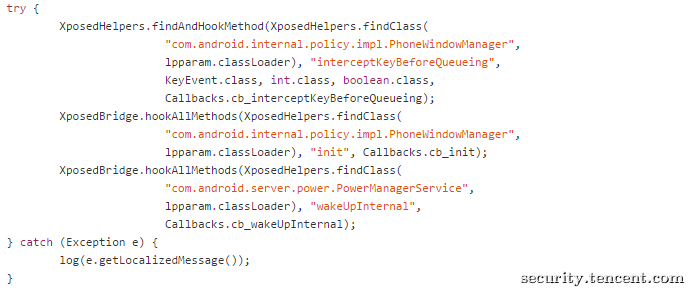 try {
XposedHelpers.findAndHookMethod(XposedHelpers.findClass(
"com.android.internal.policy.impl.PhoneWindowManager",
lpparam.classLoader), "interceptKeyBeforeQueueing",
KeyEvent.class, int.class, boolean.class,
Callbacks.cb_interceptKeyBeforeQueueing);
XposedBridge.hookAllMethods(XposedHelpers.findClass(
"com.android.internal.policy.impl.PhoneWindowManager",
lpparam.classLoader), "init", Callbacks.cb_init);
XposedBridge.hookAllMethods(XposedHelpers.findClass(
"com.android.server.power.PowerManagerService",
lpparam.classLoader), "wakeUpInternal",
Callbacks.cb_wakeUpInternal);
} catch (Exception e) {
log(e.getLocalizedMessage());
}
security.tencent.com